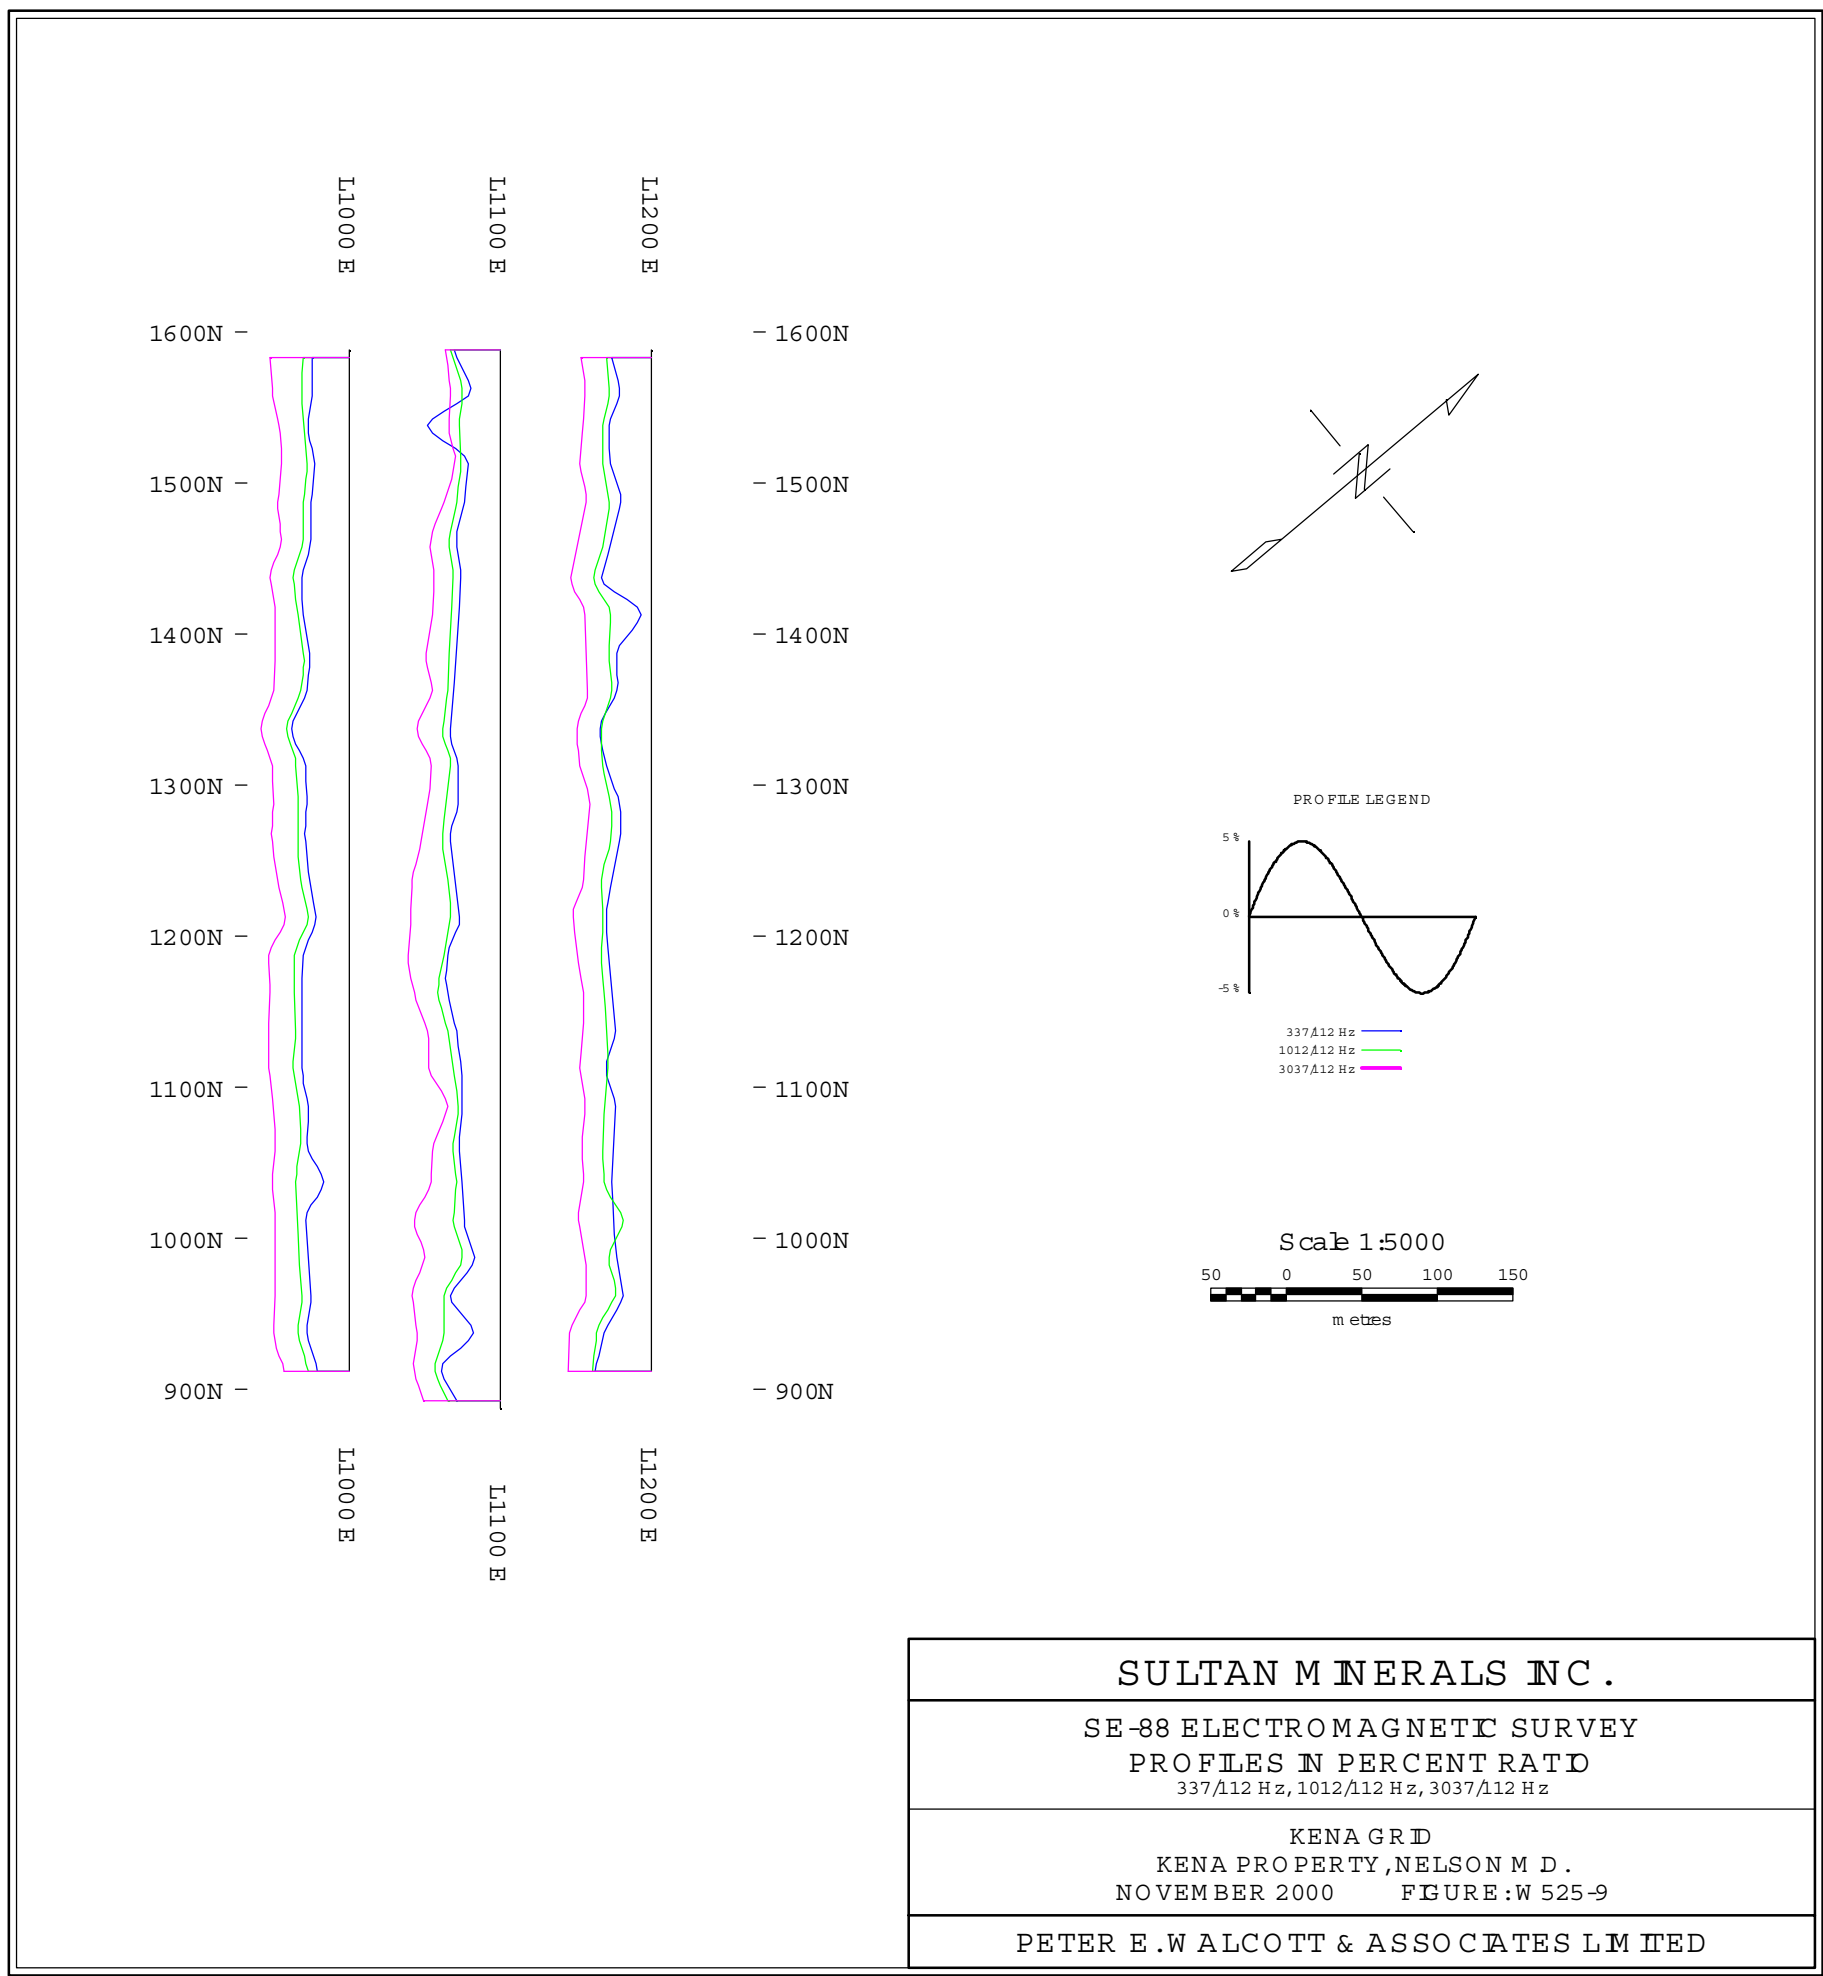 L1000 E
L1100 E
L1200 E
1600N 1600N
1500N 1500N
1400N 1400N
1300N 1300N
1200N 1200N
1100N 1100N
1000N 1000N
900N 900N
L1000 E
L1100 E
L1200 E
N
PROFILE LEGEND
5 %
0 %
-5 %
337/112 Hz
1012/112 Hz
3037/112 Hz
Scale 1:5000
50 0 50 100 150
metres
SULTAN MINERALS INC.
SE-88 ELECTROMAGNETIC SURVEY
PROFILES IN PERCENT RATIO
337/112 Hz, 1012/112 Hz, 3037/112 Hz
KENA GRID
KENA PROPERTY, NELSON M.D.
NOVEMBER 2000 FIGURE: W525-9
PETER E. WALCOTT & ASSOCIATES LIMITED